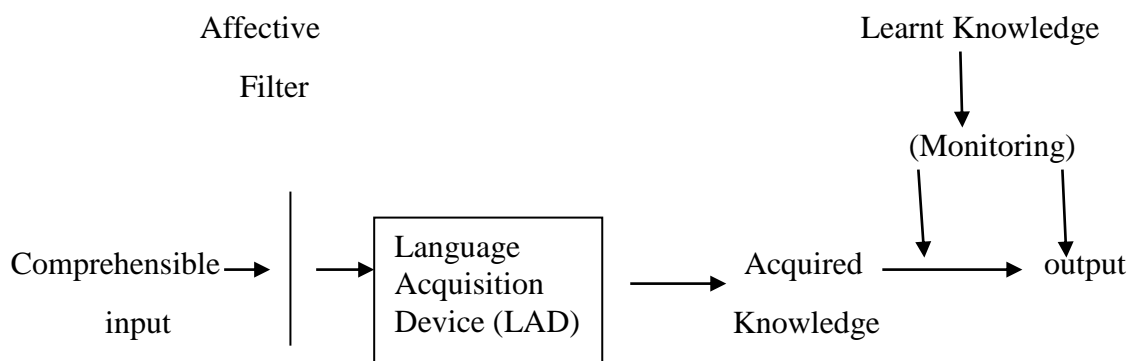 Affective
Filter
Learnt Knowledge
(Monitoring)
Comprehensible
input
Language
Acquisition
Device (LAD)
Acquired
Knowledge
output